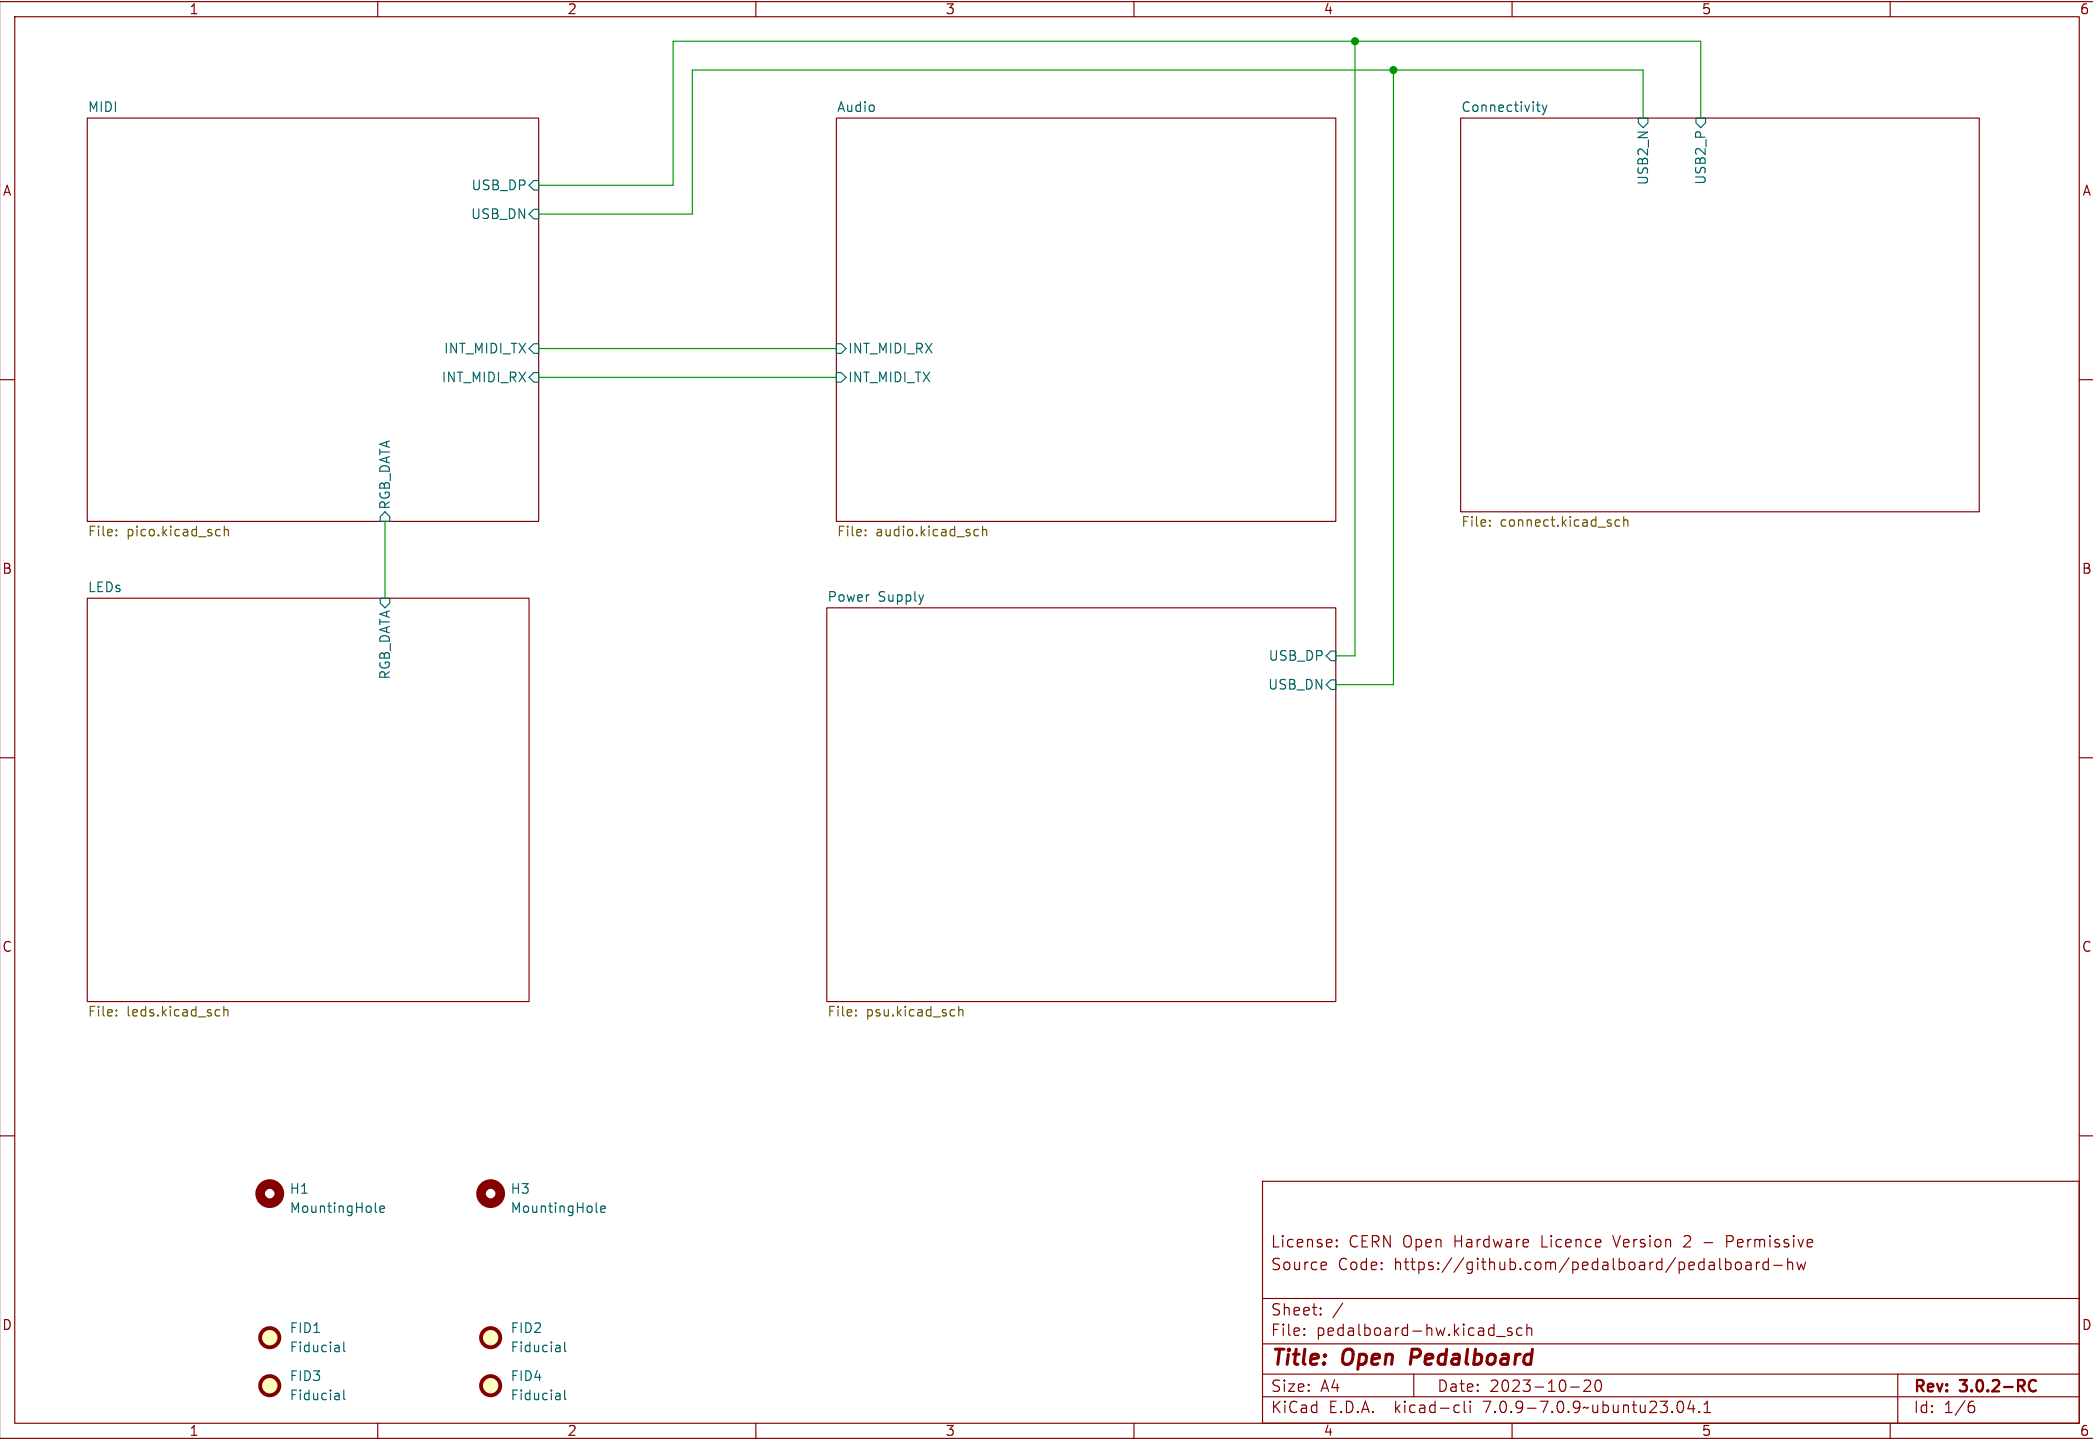 1 2 3 4 5 6
A
B
C
D
A
B
C
D
1 2 3 4 5 6
MIDI
USB_DP
USB_DN
INT_MIDI_TX
INT_MIDI_RX
RGB_DATA
File: pico.kicad_sch
Audio
INT_MIDI_RX
INT_MIDI_TX
File: audio.kicad_sch
Connectivity
USB2_N
USB2_P
File: connect.kicad_sch
LEDs
RGB_DATA
File: leds.kicad_sch
Power Supply
USB_DP
USB_DN
File: psu.kicad_sch
H1
MountingHole
H3
MountingHole
FID1
Fiducial
FID2
Fiducial
FID3
Fiducial
FID4
Fiducial
License: CERN Open Hardware Licence Version 2 - Permissive
Source Code: https://github.com/pedalboard/pedalboard-hw
Sheet: /
File: pedalboard-hw.kicad_sch
Title: Open Pedalboard
Size: A4 Date: 2023-10-20 Rev: 3.0.2-RC
KiCad E.D.A. kicad-cli 7.0.9-7.0.9~ubuntu23.04.1 Id: 1/6